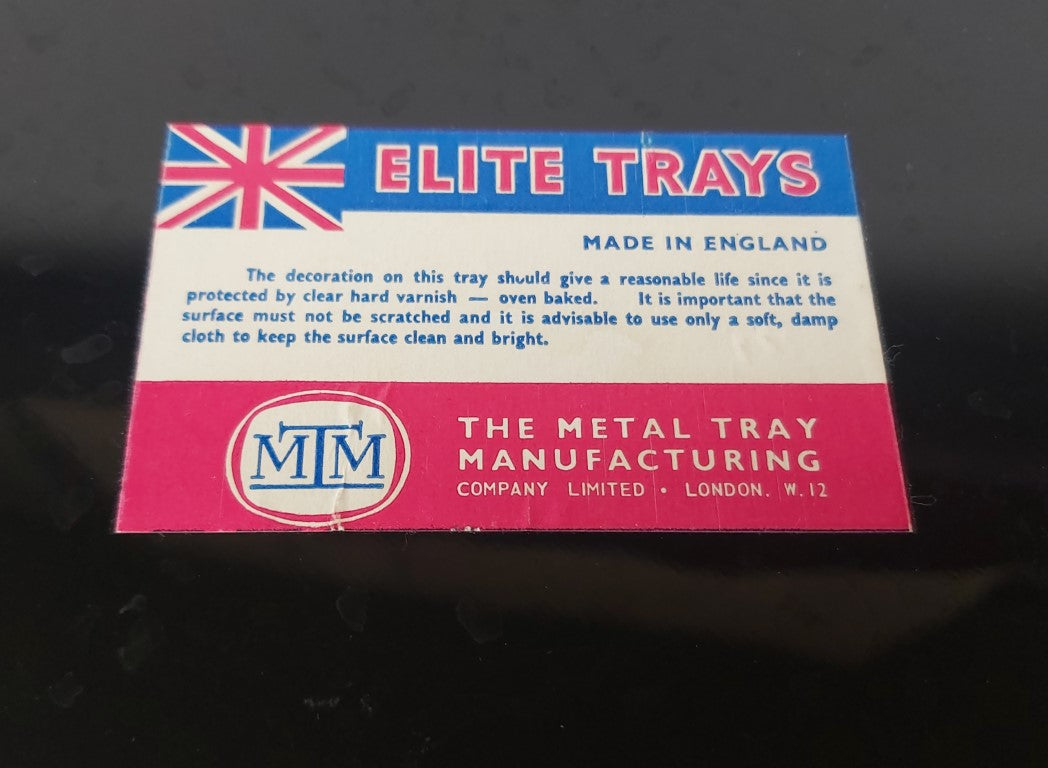 ELITE TRAYS
MADE IN ENGLAND
The decoration on this tray should give a reasonable life since it is
protected by clear hard varnish — oven baked. It is important that the
surface must not be scratched and it is advisable to use only a soft, damp
cloth to keep the surface clean and bright.
MTM
THE METAL TRAY
MANUFACTURING
COMPANY LIMITED • LONDON. W.12